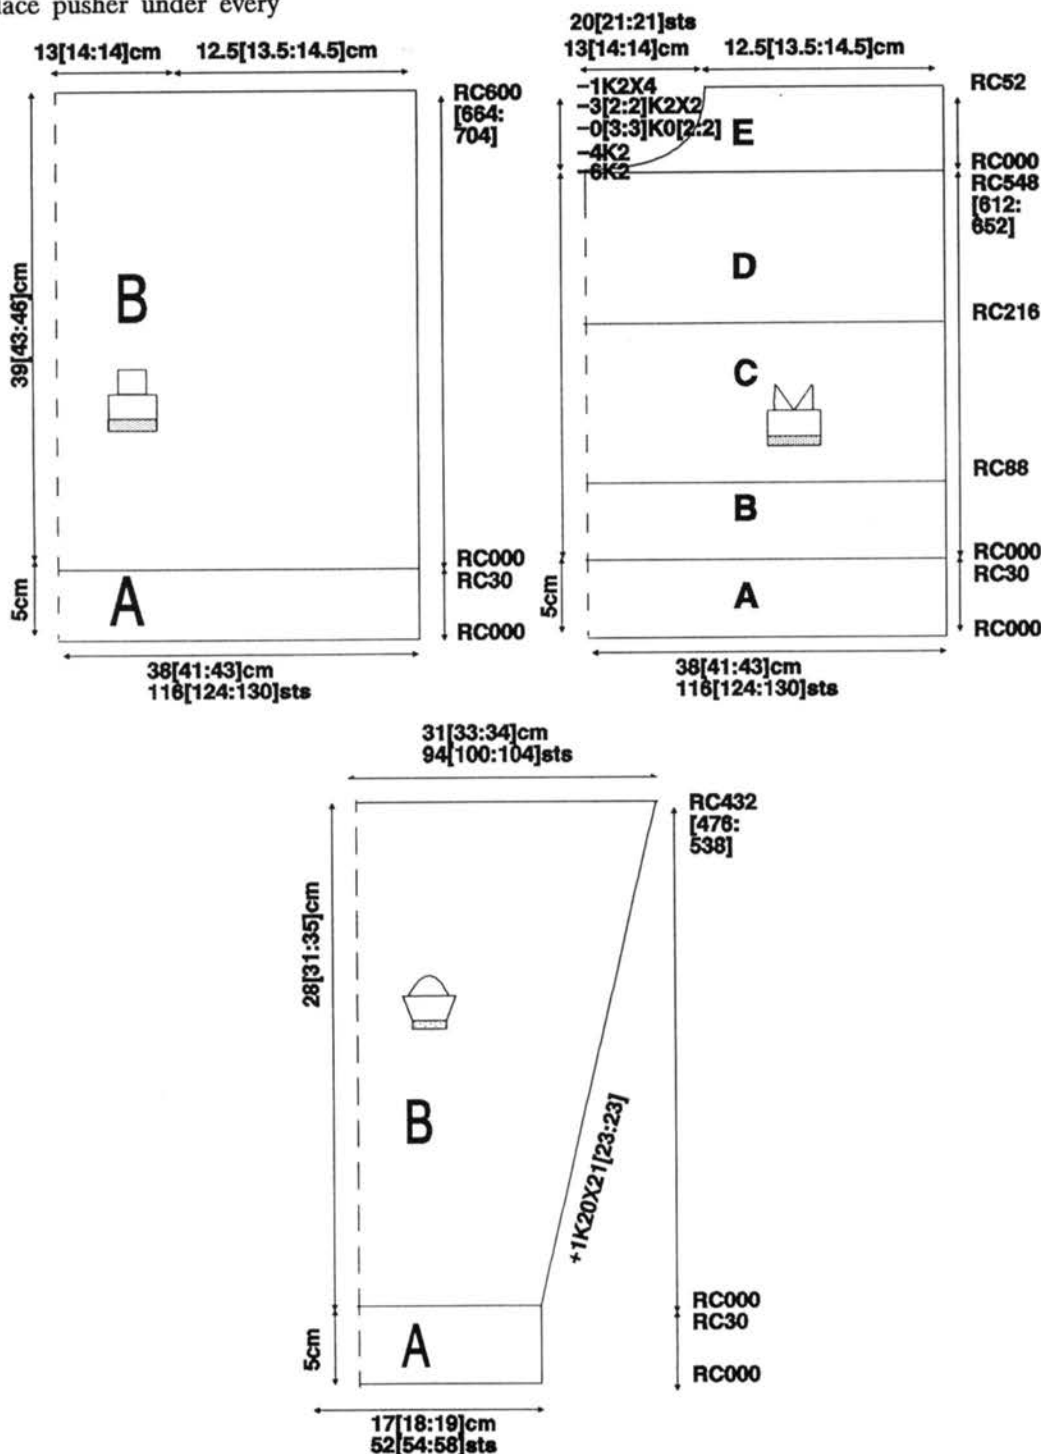 lace pusher under every
13[14:14]cm 12.5[13.5:14.5]cm
RC600
[664:
704]
39[43:46]cm
B
RC000
RC30
5cm
A
RC000
38[41:43]cm
116[124:130]sts
20[21:21]sts
13[14:14]cm 12.5[13.5:14.5]cm
-1K2X4
-3[2:2]K2X2
-0[3:3]K0[2:2]
-4K2
-6K2
E
RC52
RC000
RC548
[612:
652]
D
RC216
C
RC88
B
RC000
RC30
5cm
A
RC000
38[41:43]cm
116[124:130]sts
31[33:34]cm
94[100:104]sts
RC432
[476:
538]
28[31:35]cm
B
+1K20X21[23:23]
RC000
RC30
5cm
A
RC000
17[18:19]cm
52[54:58]sts